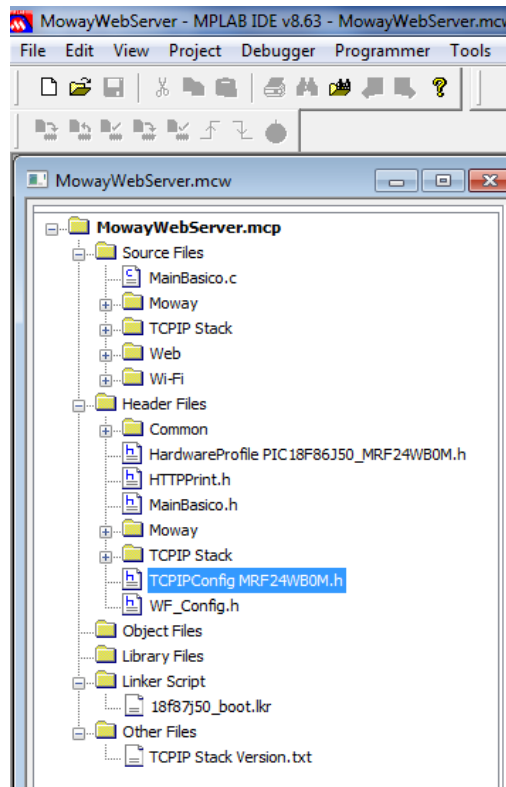 MowayWebServer - MPLAB IDE v8.63 - MowayWebServer.mcw
File Edit View Project Debugger Programmer Tools
MowayWebServer.mcw
MowayWebServer.mcp
Source Files
MainBasico.c
Moway
TCPIP Stack
Web
Wi-Fi
Header Files
Common
HardwareProfile PIC18F86J50_MRF24WB0M.h
HTTPPrint.h
MainBasico.h
Moway
TCPIP Stack
TCPIPConfig MRF24WB0M.h
WF_Config.h
Object Files
Library Files
Linker Script
18f87j50_boot.lkr
Other Files
TCPIP Stack Version.txt